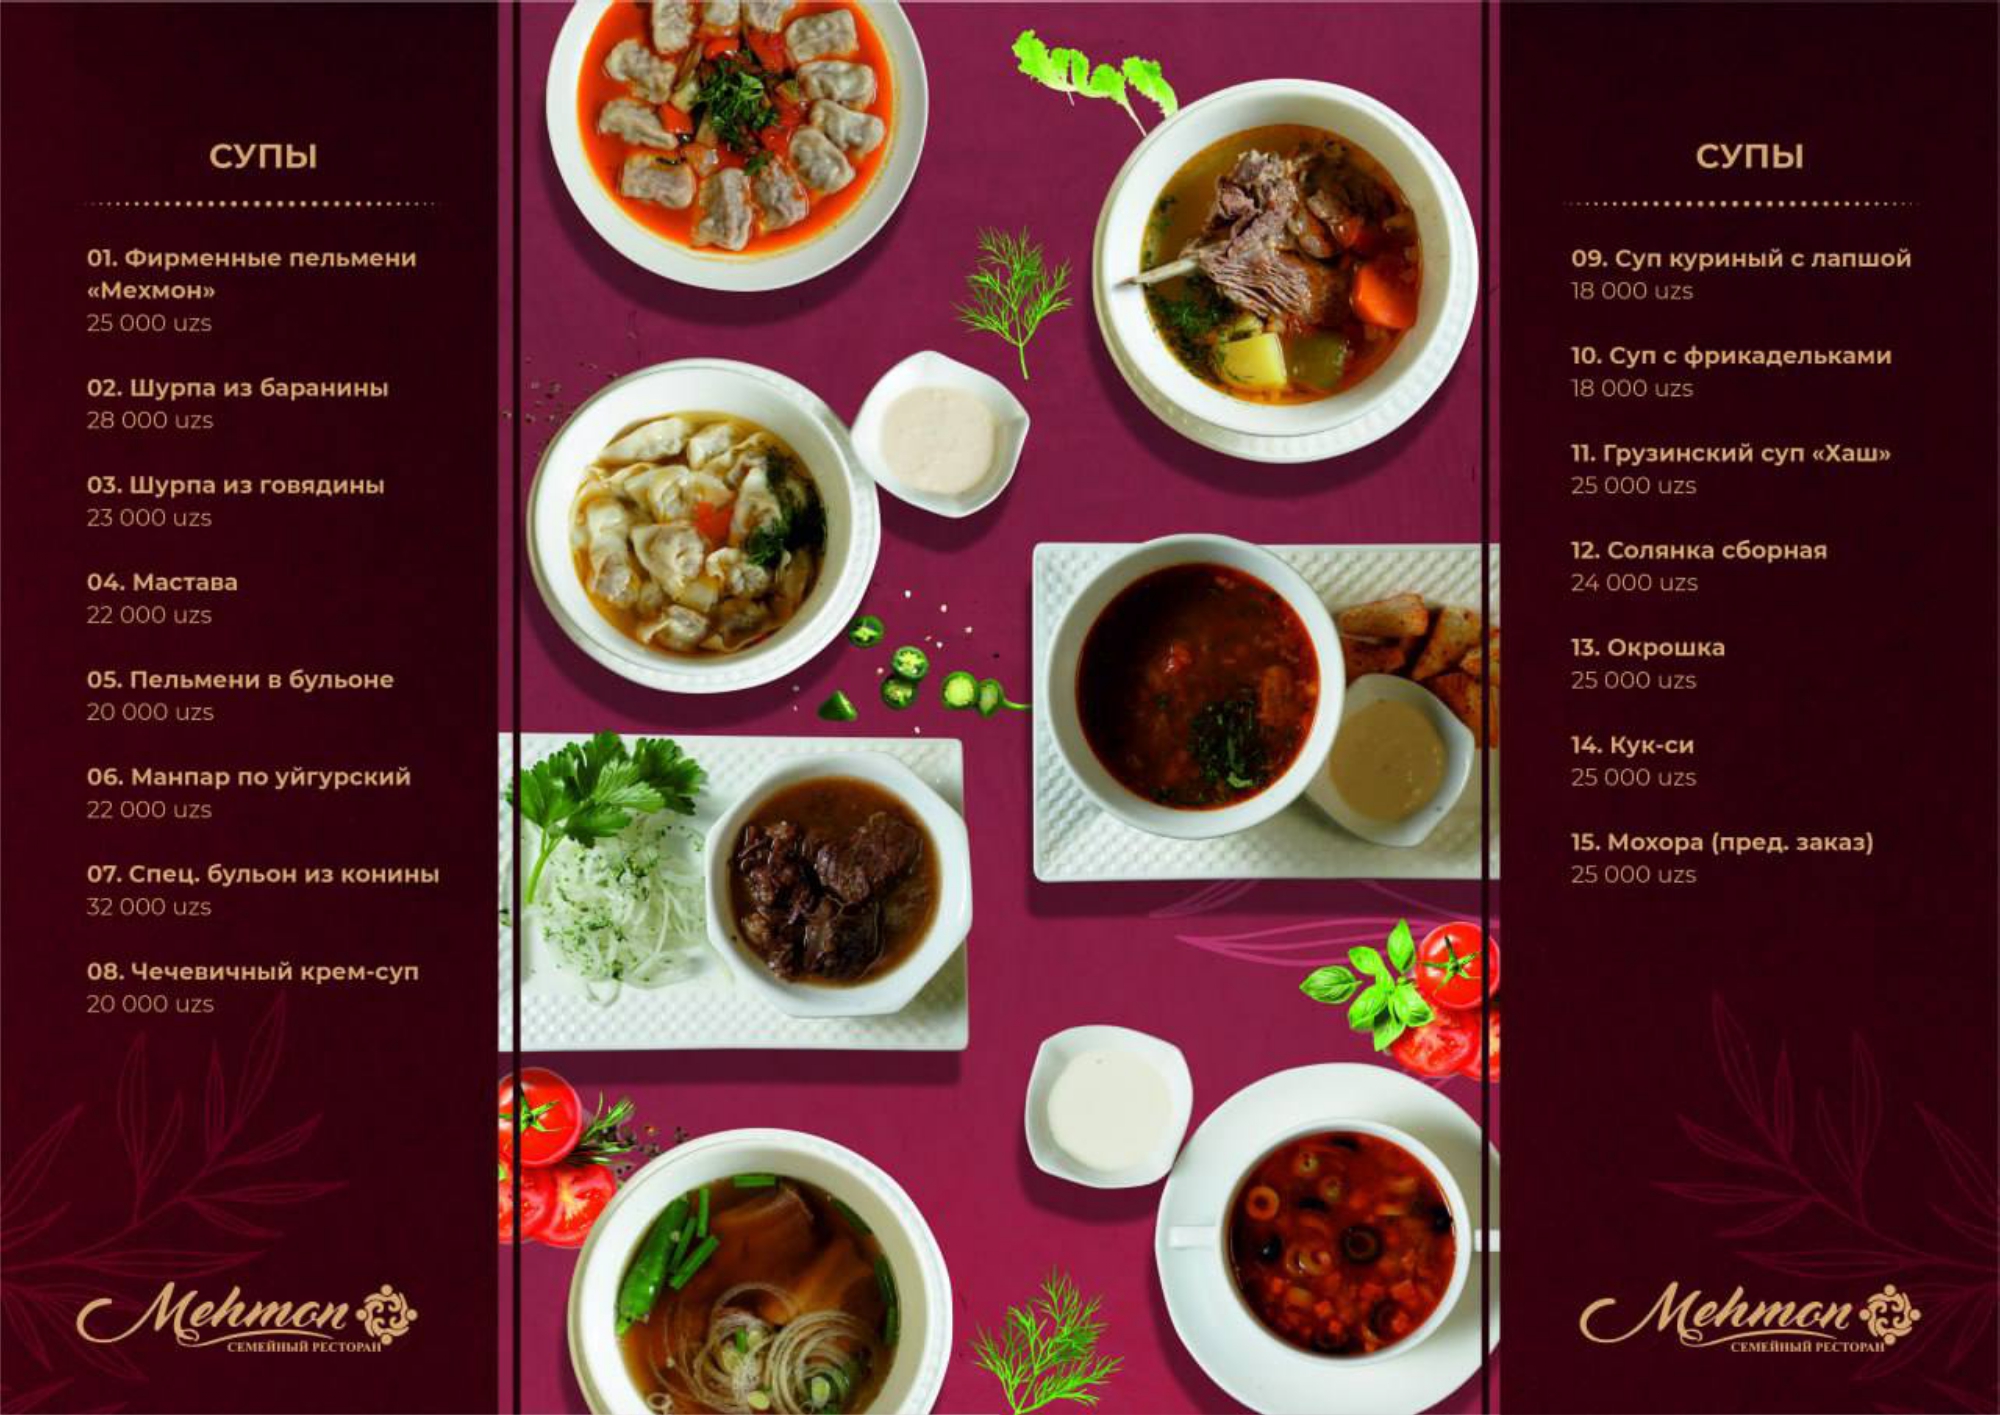 СУПЫ
01. Фирменные пельмени
«Мехмон»
25 000 uzs
02. Шурпа из баранины
28 000 uzs
03. Шурпа из говядины
23 000 uzs
04. Мастава
22 000 uzs
05. Пельмени в бульоне
20 000 uzs
06. Манпар по уйгурский
22 000 uzs
07. Спец. бульон из конины
32 000 uzs
08. Чечевичный крем-суп
20 000 uzs
Mehmon
СЕМЕЙНЫЙ РЕСТОРАН
СУПЫ
09. Суп куриный с лапшой
18 000 uzs
10. Суп с фрикадельками
18 000 uzs
11. Грузинский суп «Хаш»
25 000 uzs
12. Солянка сборная
24 000 uzs
13. Окрошка
25 000 uzs
14. Кук-си
25 000 uzs
15. Мохора (пред. заказ)
25 000 uzs
Mehmon
СЕМЕЙНЫЙ РЕСТОРАН